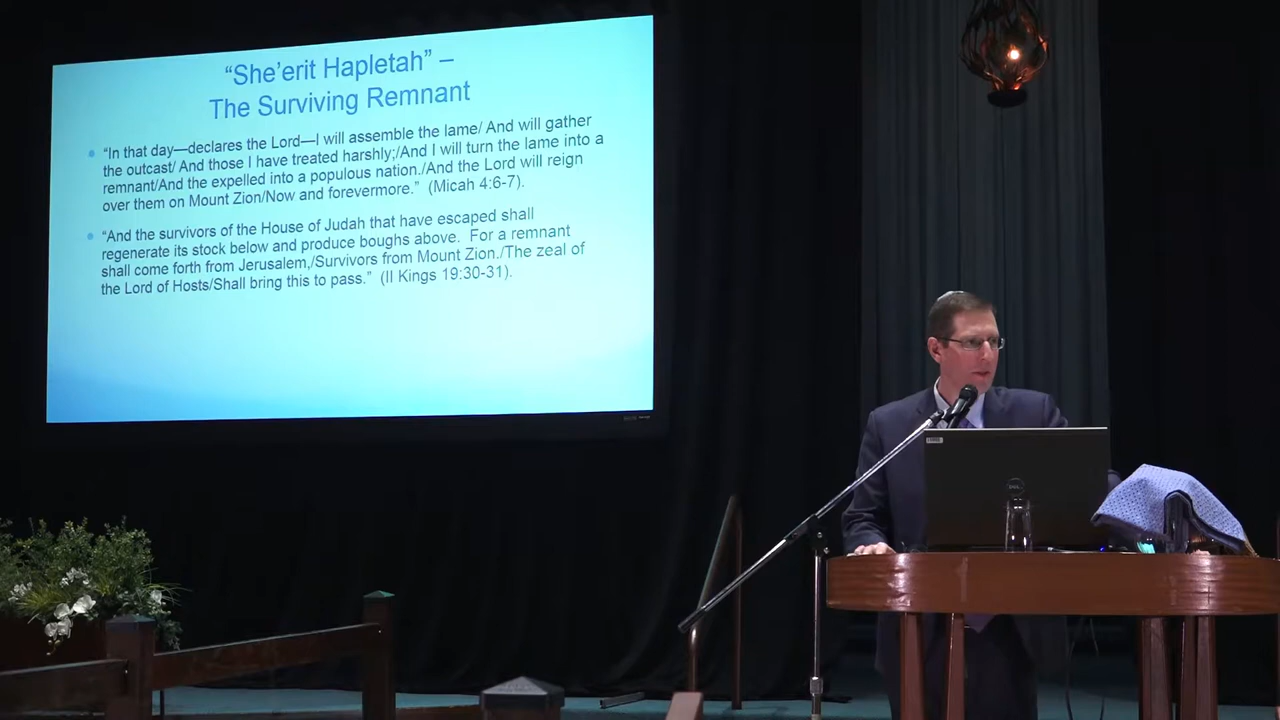 “She’erit Hapletah” –
The Surviving Remnant
“In that day—declares the Lord—I will assemble the lame/ And will gather
the outcast/ And those I have treated harshly;/And I will turn the lame into a
remnant/And the expelled into a populous nation./And the Lord will reign
over them on Mount Zion/Now and forevermore.”  (Micah 4:6-7).
“And the survivors of the House of Judah that have escaped shall
regenerate its stock below and produce boughs above.  For a remnant
shall come forth from Jerusalem,/Survivors from Mount Zion./The zeal of
the Lord of Hosts/Shall bring this to pass.”  (II Kings 19:30-31).
DELL